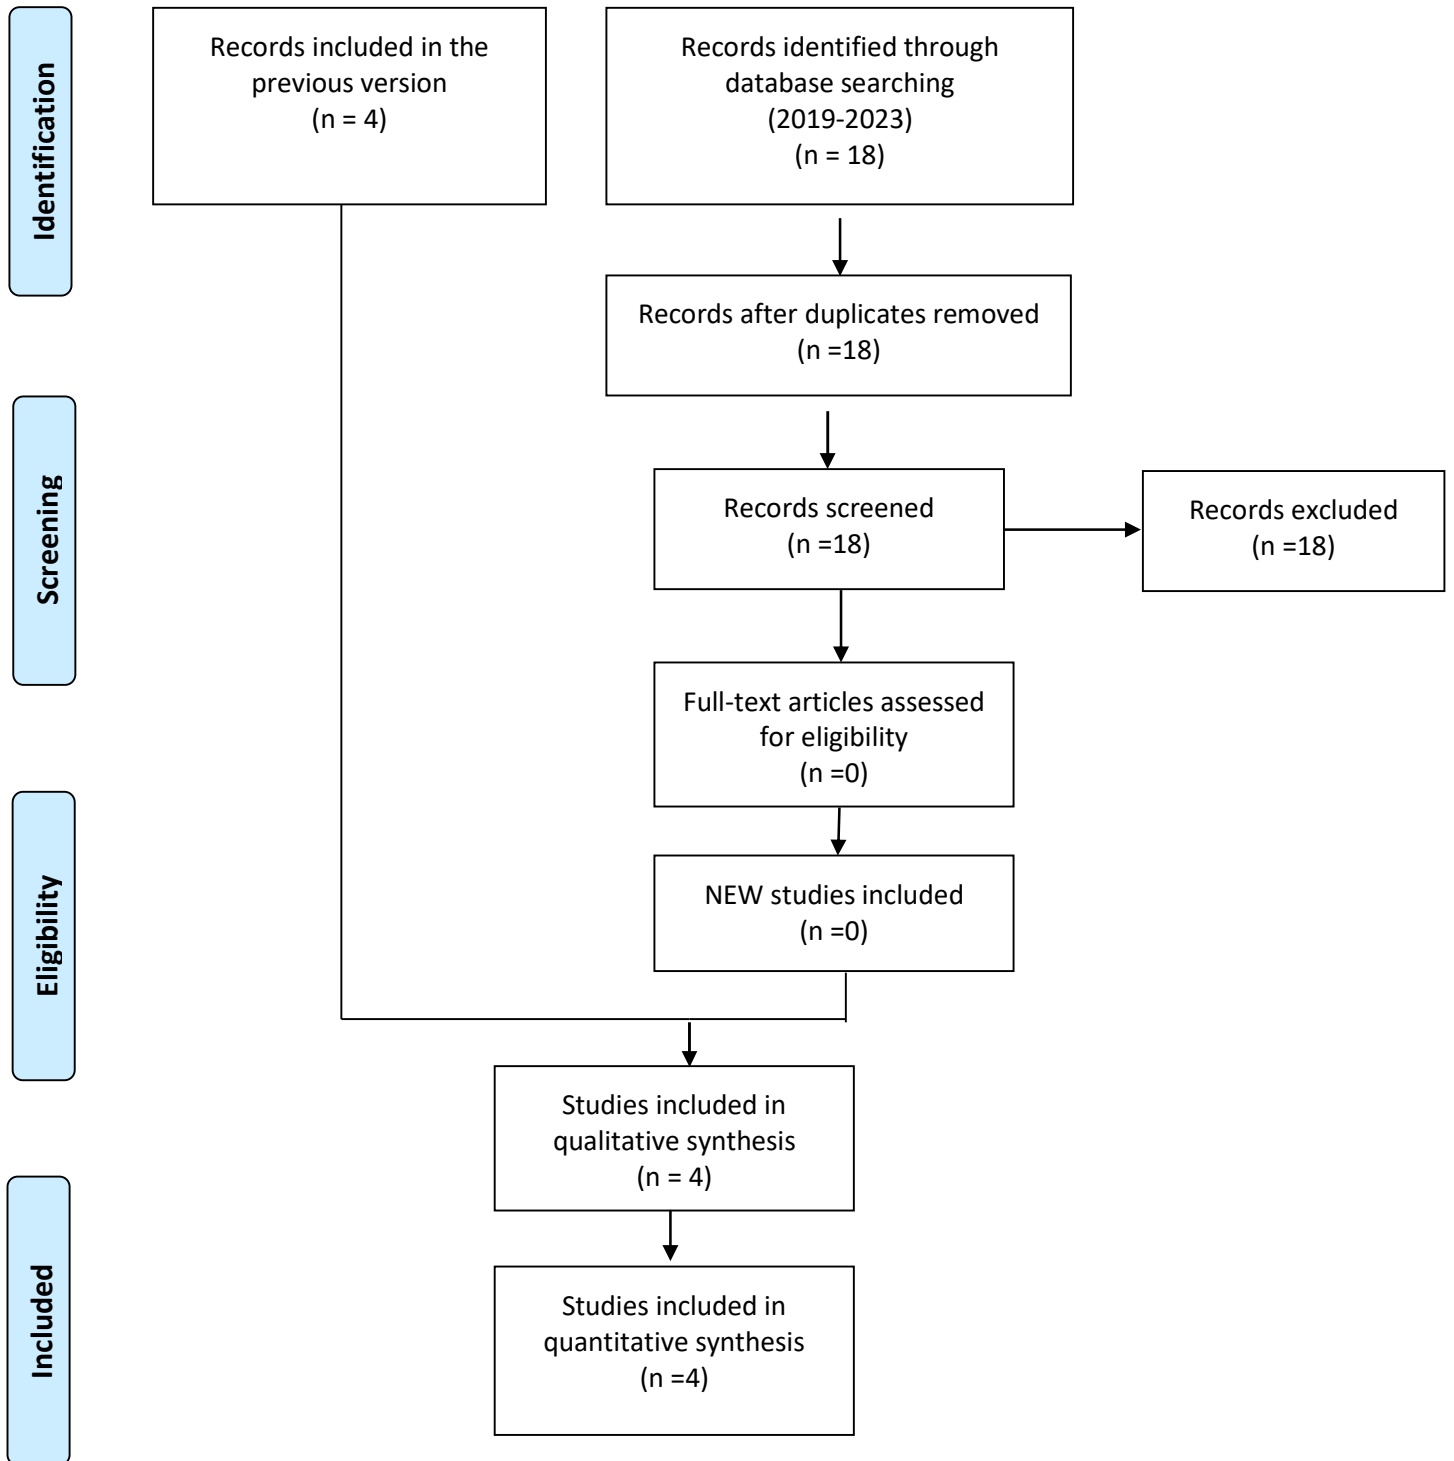 Identification
Records included in the
previous version
(n = 4)
Records identified through
database searching
(2019-2023)
(n = 18)
Records after duplicates removed
(n =18)
Screening
Records screened
(n =18)
Records excluded
(n =18)
Full-text articles assessed
for eligibility
(n =0)
Eligibility
NEW studies included
(n =0)
Studies included in
qualitative synthesis
(n = 4)
Included
Studies included in
quantitative synthesis
(n =4)